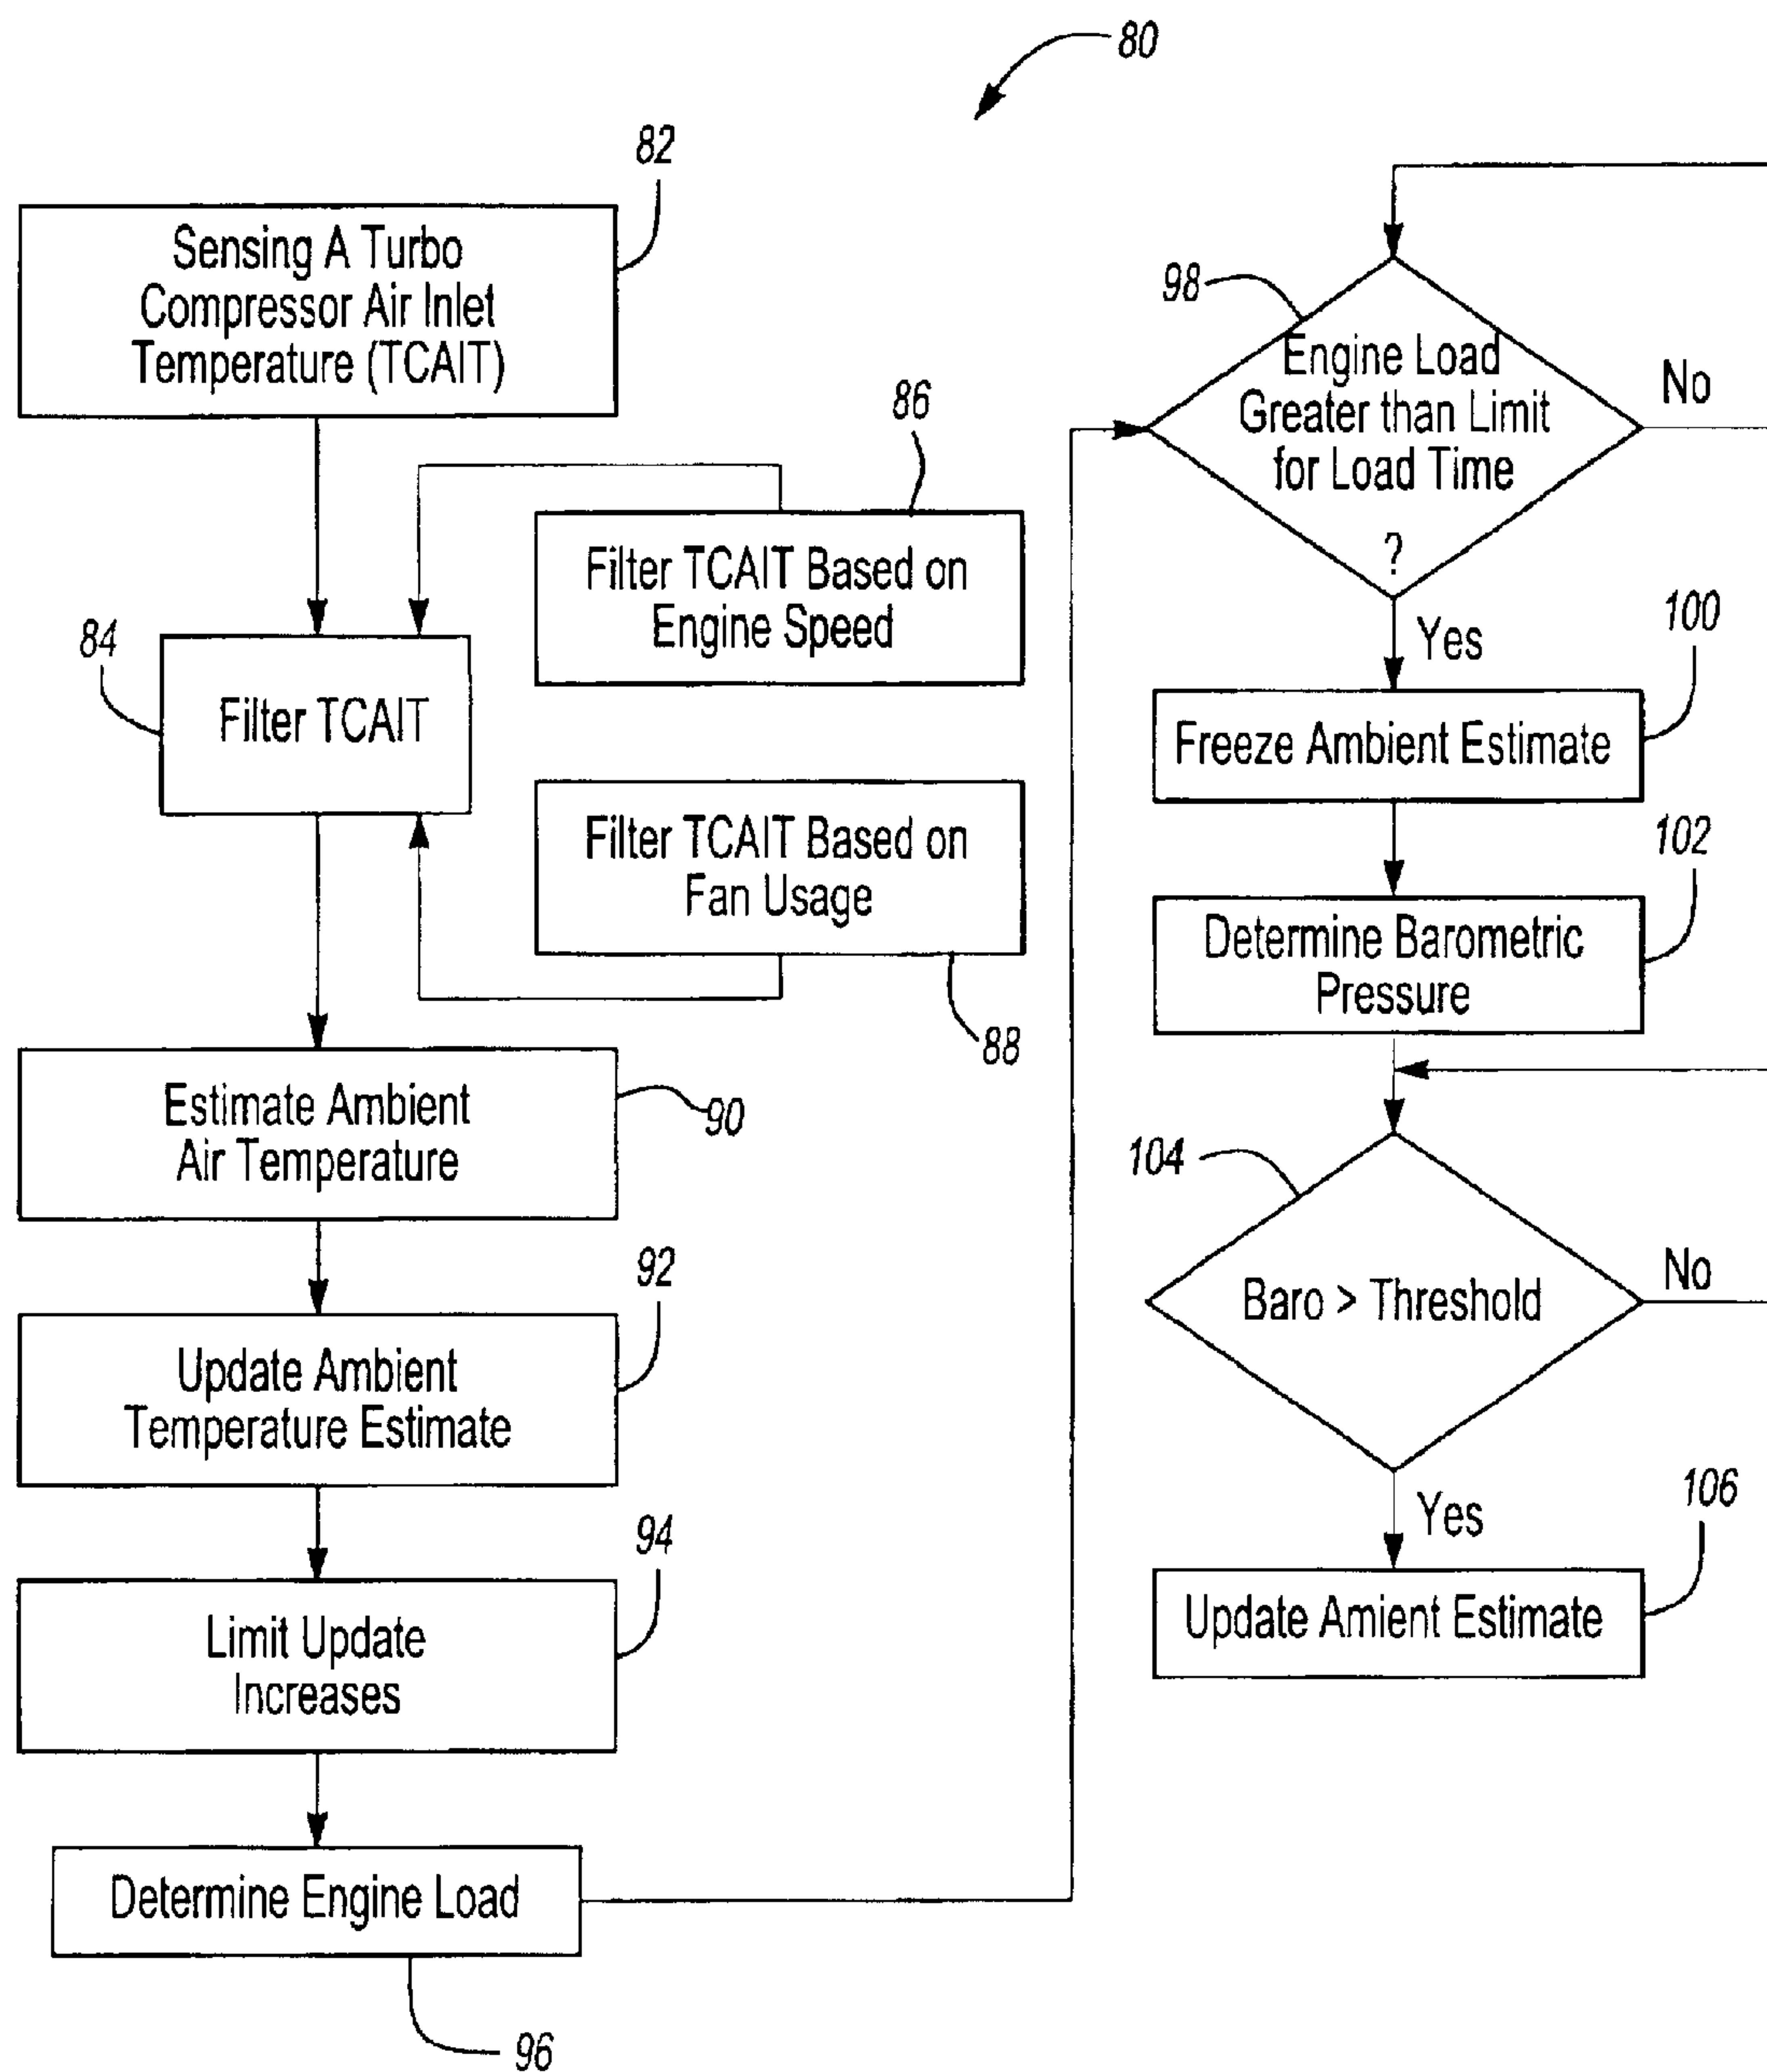 80
82
Sensing A Turbo
Compressor Air Inlet
Temperature (TCAIT)
86
Filter TCAIT Based on
Engine Speed
84
Filter TCAIT
Filter TCAIT Based on
Fan Usage
88
Estimate Ambient
Air Temperature
90
92
Update Ambient
Temperature Estimate
94
Limit Update
Increases
Determine Engine Load
96
98
Engine Load
Greater than Limit
for Load Time
?
No
Yes
100
Freeze Ambient Estimate
102
Determine Barometric
Pressure
104
Baro > Threshold
No
Yes
106
Update Amient Estimate